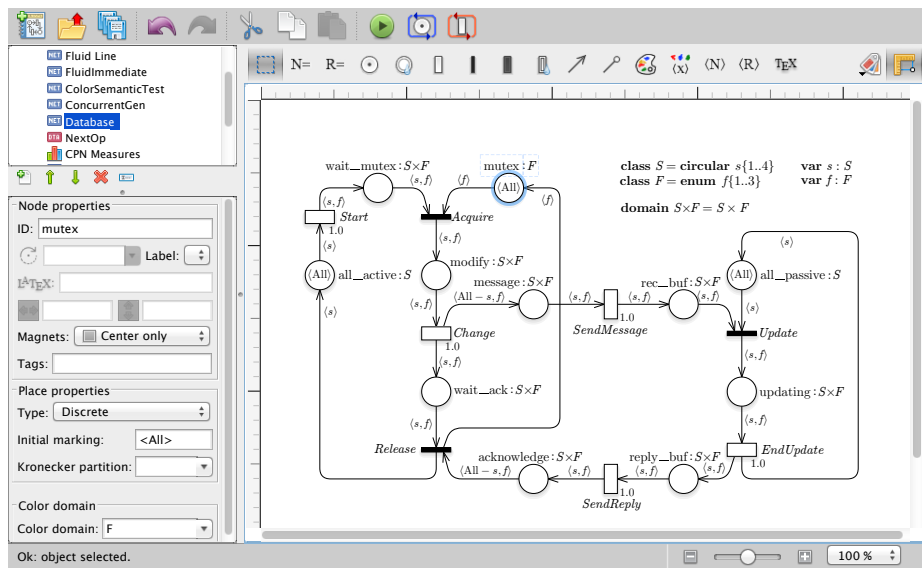 Fluid Line
FluidImmediate
ColorSemanticTest
ConcurrentGen
Database
NextOp
CPN Measures
N= R= ⟨X⟩ ⟨N⟩ ⟨R⟩ TEX
Node properties
ID: mutex
Label:
LATEX:
Magnets: Center only
Tags:
Place properties
Type: Discrete
Initial marking: <All>
Kronecker partition:
Color domain
Color domain: F
wait_mutex : S×F
mutex : F
class S = circular s{1..4} var s : S
class F = enum f{1..3} var f : F
domain S×F = S × F
⟨s, f⟩ ⟨f⟩ ⟨All⟩
⟨s, f⟩ ⟨f⟩
Start Acquire
1.0
⟨s⟩ ⟨s, f⟩ ⟨s⟩
⟨All⟩ all_active : S
modify : S×F
⟨All⟩ all_passive : S
message : S×F
rec_buf : S×F
⟨s, f⟩ ⟨All − s, f⟩ ⟨s, f⟩ ⟨s, f⟩ ⟨s, f⟩
⟨s⟩ ⟨s⟩
Change SendMessage Update
1.0 1.0
⟨s, f⟩ ⟨s, f⟩
wait_ack : S×F
updating : S×F
⟨s, f⟩ ⟨s, f⟩
Release
EndUpdate
acknowledge : S×F
reply_buf : S×F
1.0
⟨All − s, f⟩ ⟨s, f⟩ ⟨s, f⟩ ⟨s, f⟩
1.0
SendReply
Ok: object selected.
100 %